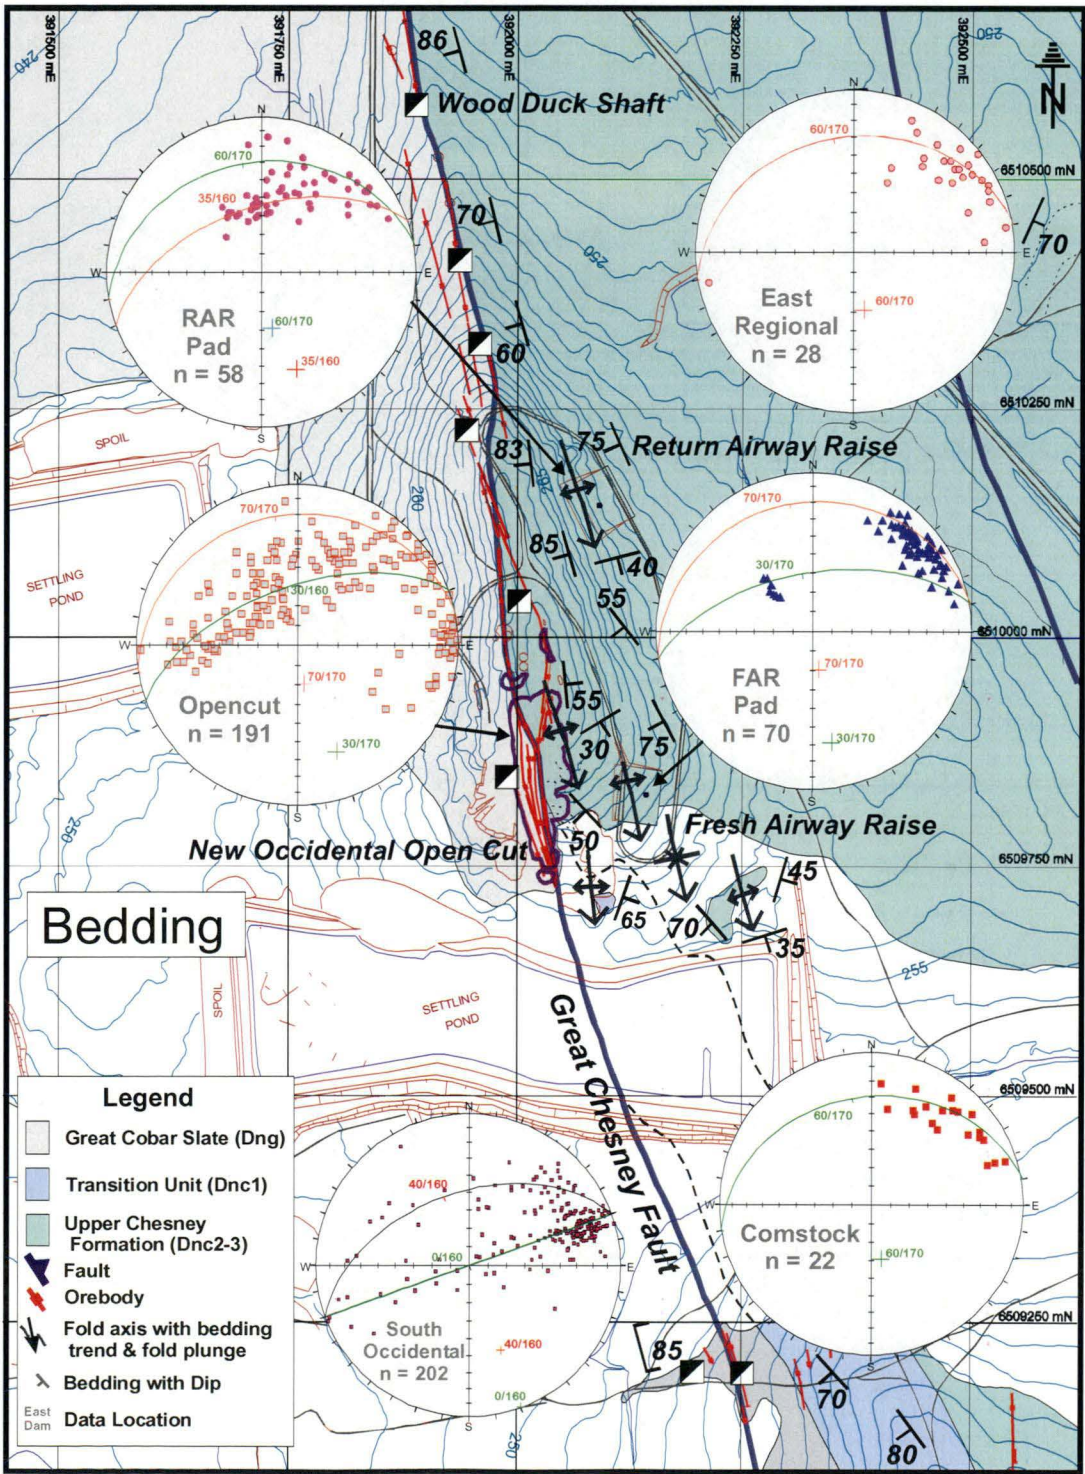 391500 mE
391750 mE
392000 mE
392250 mE
392500 mE
240
250
86
Wood Duck Shaft
N
N
60/170
35/160
W
E
RAR
Pad
n = 58
60/170
35/160
S
N
60/170
6510500 mN
W
E
East
Regional
n = 28
60/170
S
70
70
250
60
6510250 mN
SPOIL
83
75
Return Airway Raise
265
260
85
40
55
SETTLING
POND
N
70/170
30/160
W
E
70/170
Opencut
n = 191
30/170
S
N
70/170
30/170
W
E
6510000 mN
70/170
FAR
Pad
n = 70
30/170
S
55
30
75
250
50
Fresh Airway Raise
New Occidental Open Cut
6509750 mN
45
65
70
35
Bedding
255
SPOIL
SETTLING
POND
Great Chesney Fault
6509500 mN
Legend
Great Cobar Slate (Dng)
Transition Unit (Dnc1)
Upper Chesney
Formation (Dnc2-3)
Fault
Orebody
Fold axis with bedding
trend & fold plunge
Bedding with Dip
East
Dam
Data Location
N
40/160
0/160
W
E
South
Occidental
n = 202
40/160
0/160
S
N
60/170
W
E
Comstock
n = 22
60/170
S
6509250 mN
85
70
80
250